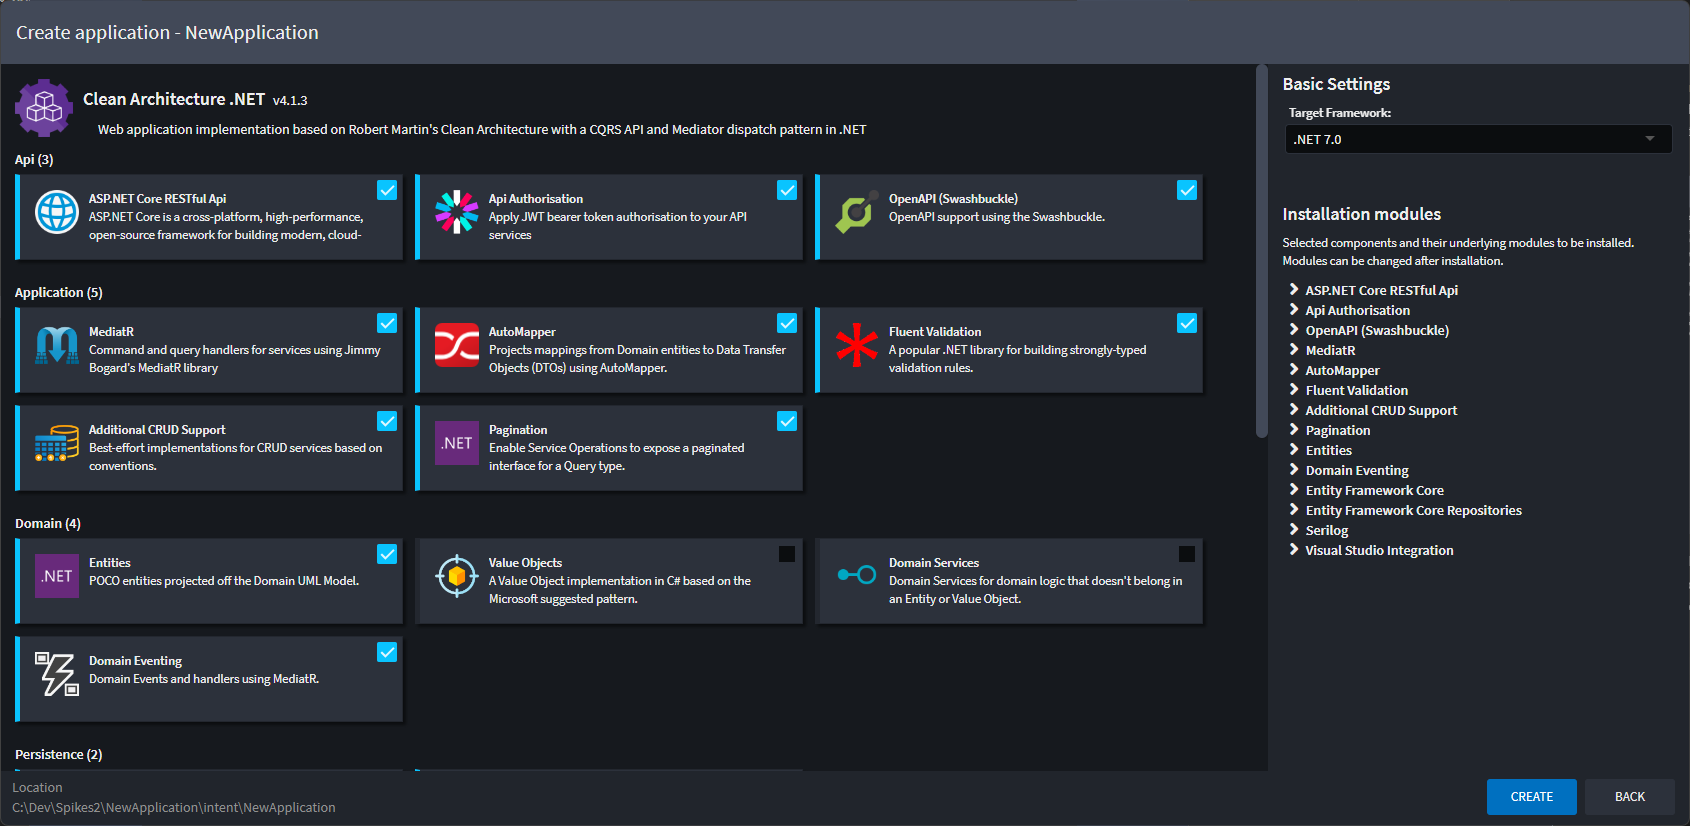 Create application - NewApplication
Clean Architecture .NET v4.1.3
Web application implementation based on Robert Martin's Clean Architecture with a CQRS API and Mediator dispatch pattern in .NET
Api (3)
ASP.NET Core RESTful Api
ASP.NET Core is a cross-platform, high-performance,
open-source framework for building modern, cloud-
Api Authorisation
Apply JWT bearer token authorisation to your API
services
OpenAPI (Swashbuckle)
OpenAPI support using the Swashbuckle.
Application (5)
MediatR
Command and query handlers for services using Jimmy
Bogard's MediatR library
AutoMapper
Projects mappings from Domain entities to Data Transfer
Objects (DTOs) using AutoMapper.
Fluent Validation
A popular .NET library for building strongly-typed
validation rules.
Additional CRUD Support
Best-effort implementations for CRUD services based on
conventions.
.NET
Pagination
Enable Service Operations to expose a paginated
interface for a Query type.
Domain (4)
.NET
Entities
POCO entities projected off the Domain UML Model.
Value Objects
A Value Object implementation in C# based on the
Microsoft suggested pattern.
Domain Services
Domain Services for domain logic that doesn't belong in
an Entity or Value Object.
Domain Eventing
Domain Events and handlers using MediatR.
Persistence (2)
Basic Settings
Target Framework:
.NET 7.0
Installation modules
Selected components and their underlying modules to be installed.
Modules can be changed after installation.
ASP.NET Core RESTful Api
Api Authorisation
OpenAPI (Swashbuckle)
MediatR
AutoMapper
Fluent Validation
Additional CRUD Support
Pagination
Entities
Domain Eventing
Entity Framework Core
Entity Framework Core Repositories
Serilog
Visual Studio Integration
Location
C:\Dev\Spikes2\NewApplication\intent\NewApplication
CREATE
BACK